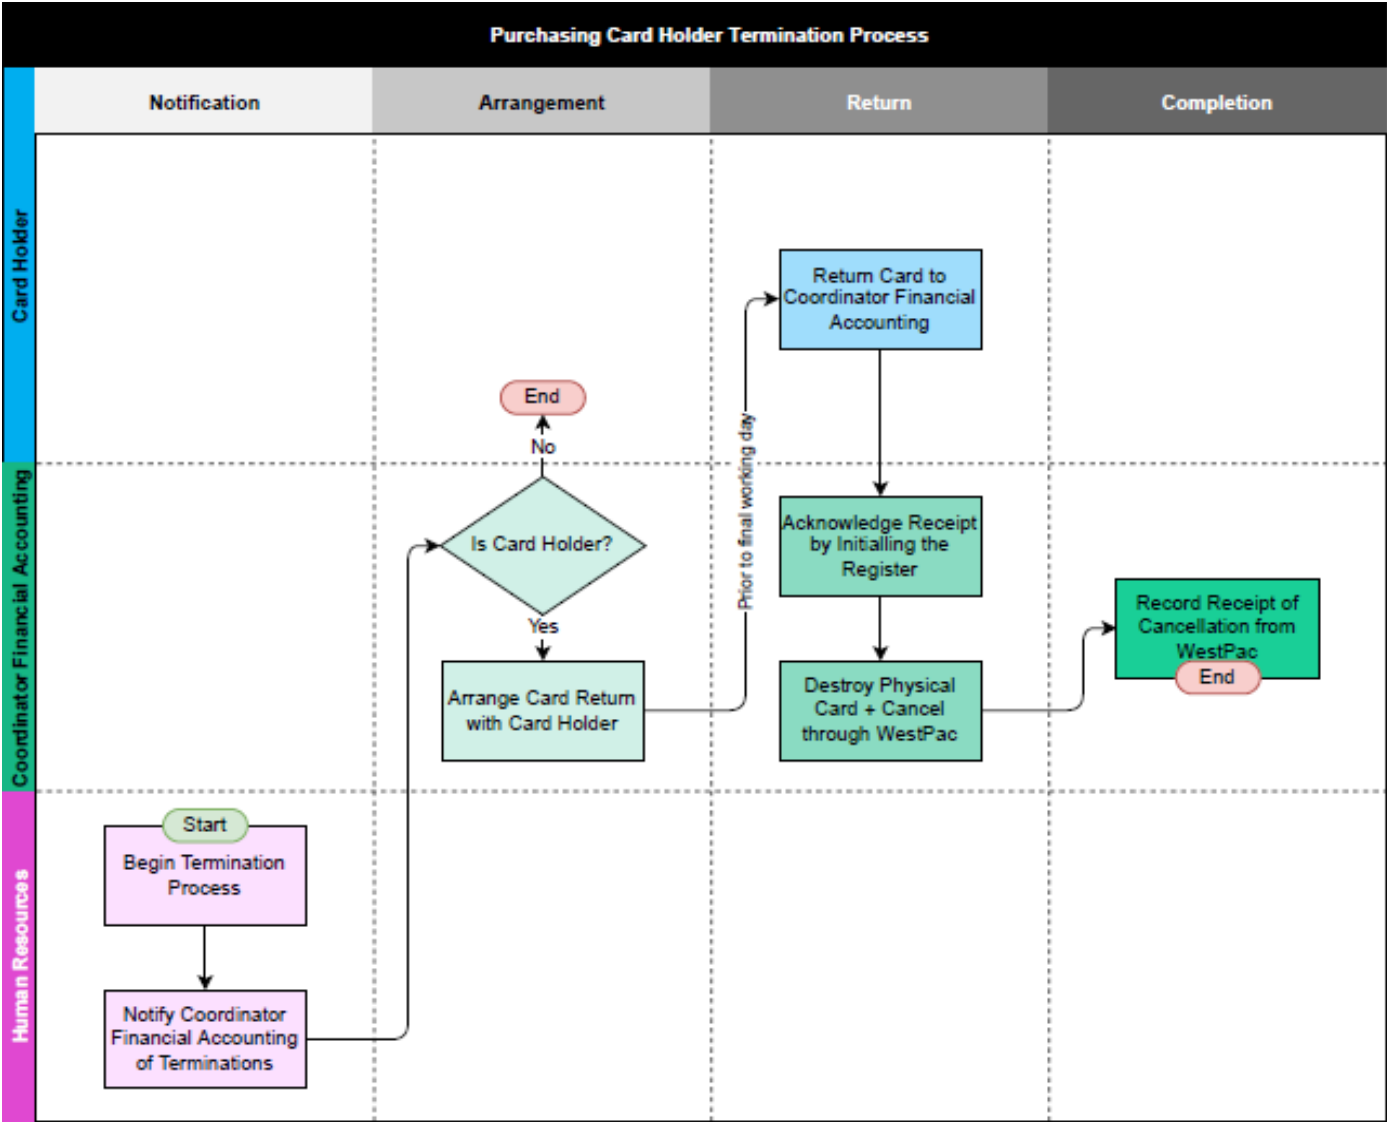 Purchasing Card Holder Termination Process
Notification
Arrangement
Return
Completion
Card Holder
Return Card to
Coordinator Financial
Accounting
End
No
Prior to final working day
Coordinator Financial Accounting
Is Card Holder?
Yes
Arrange Card Return
with Card Holder
Acknowledge Receipt
by Initialling the
Register
Destroy Physical
Card + Cancel
through WestPac
Record Receipt of
Cancellation from
WestPac
End
Human Resources
Start
Begin Termination
Process
Notify Coordinator
Financial Accounting
of Terminations